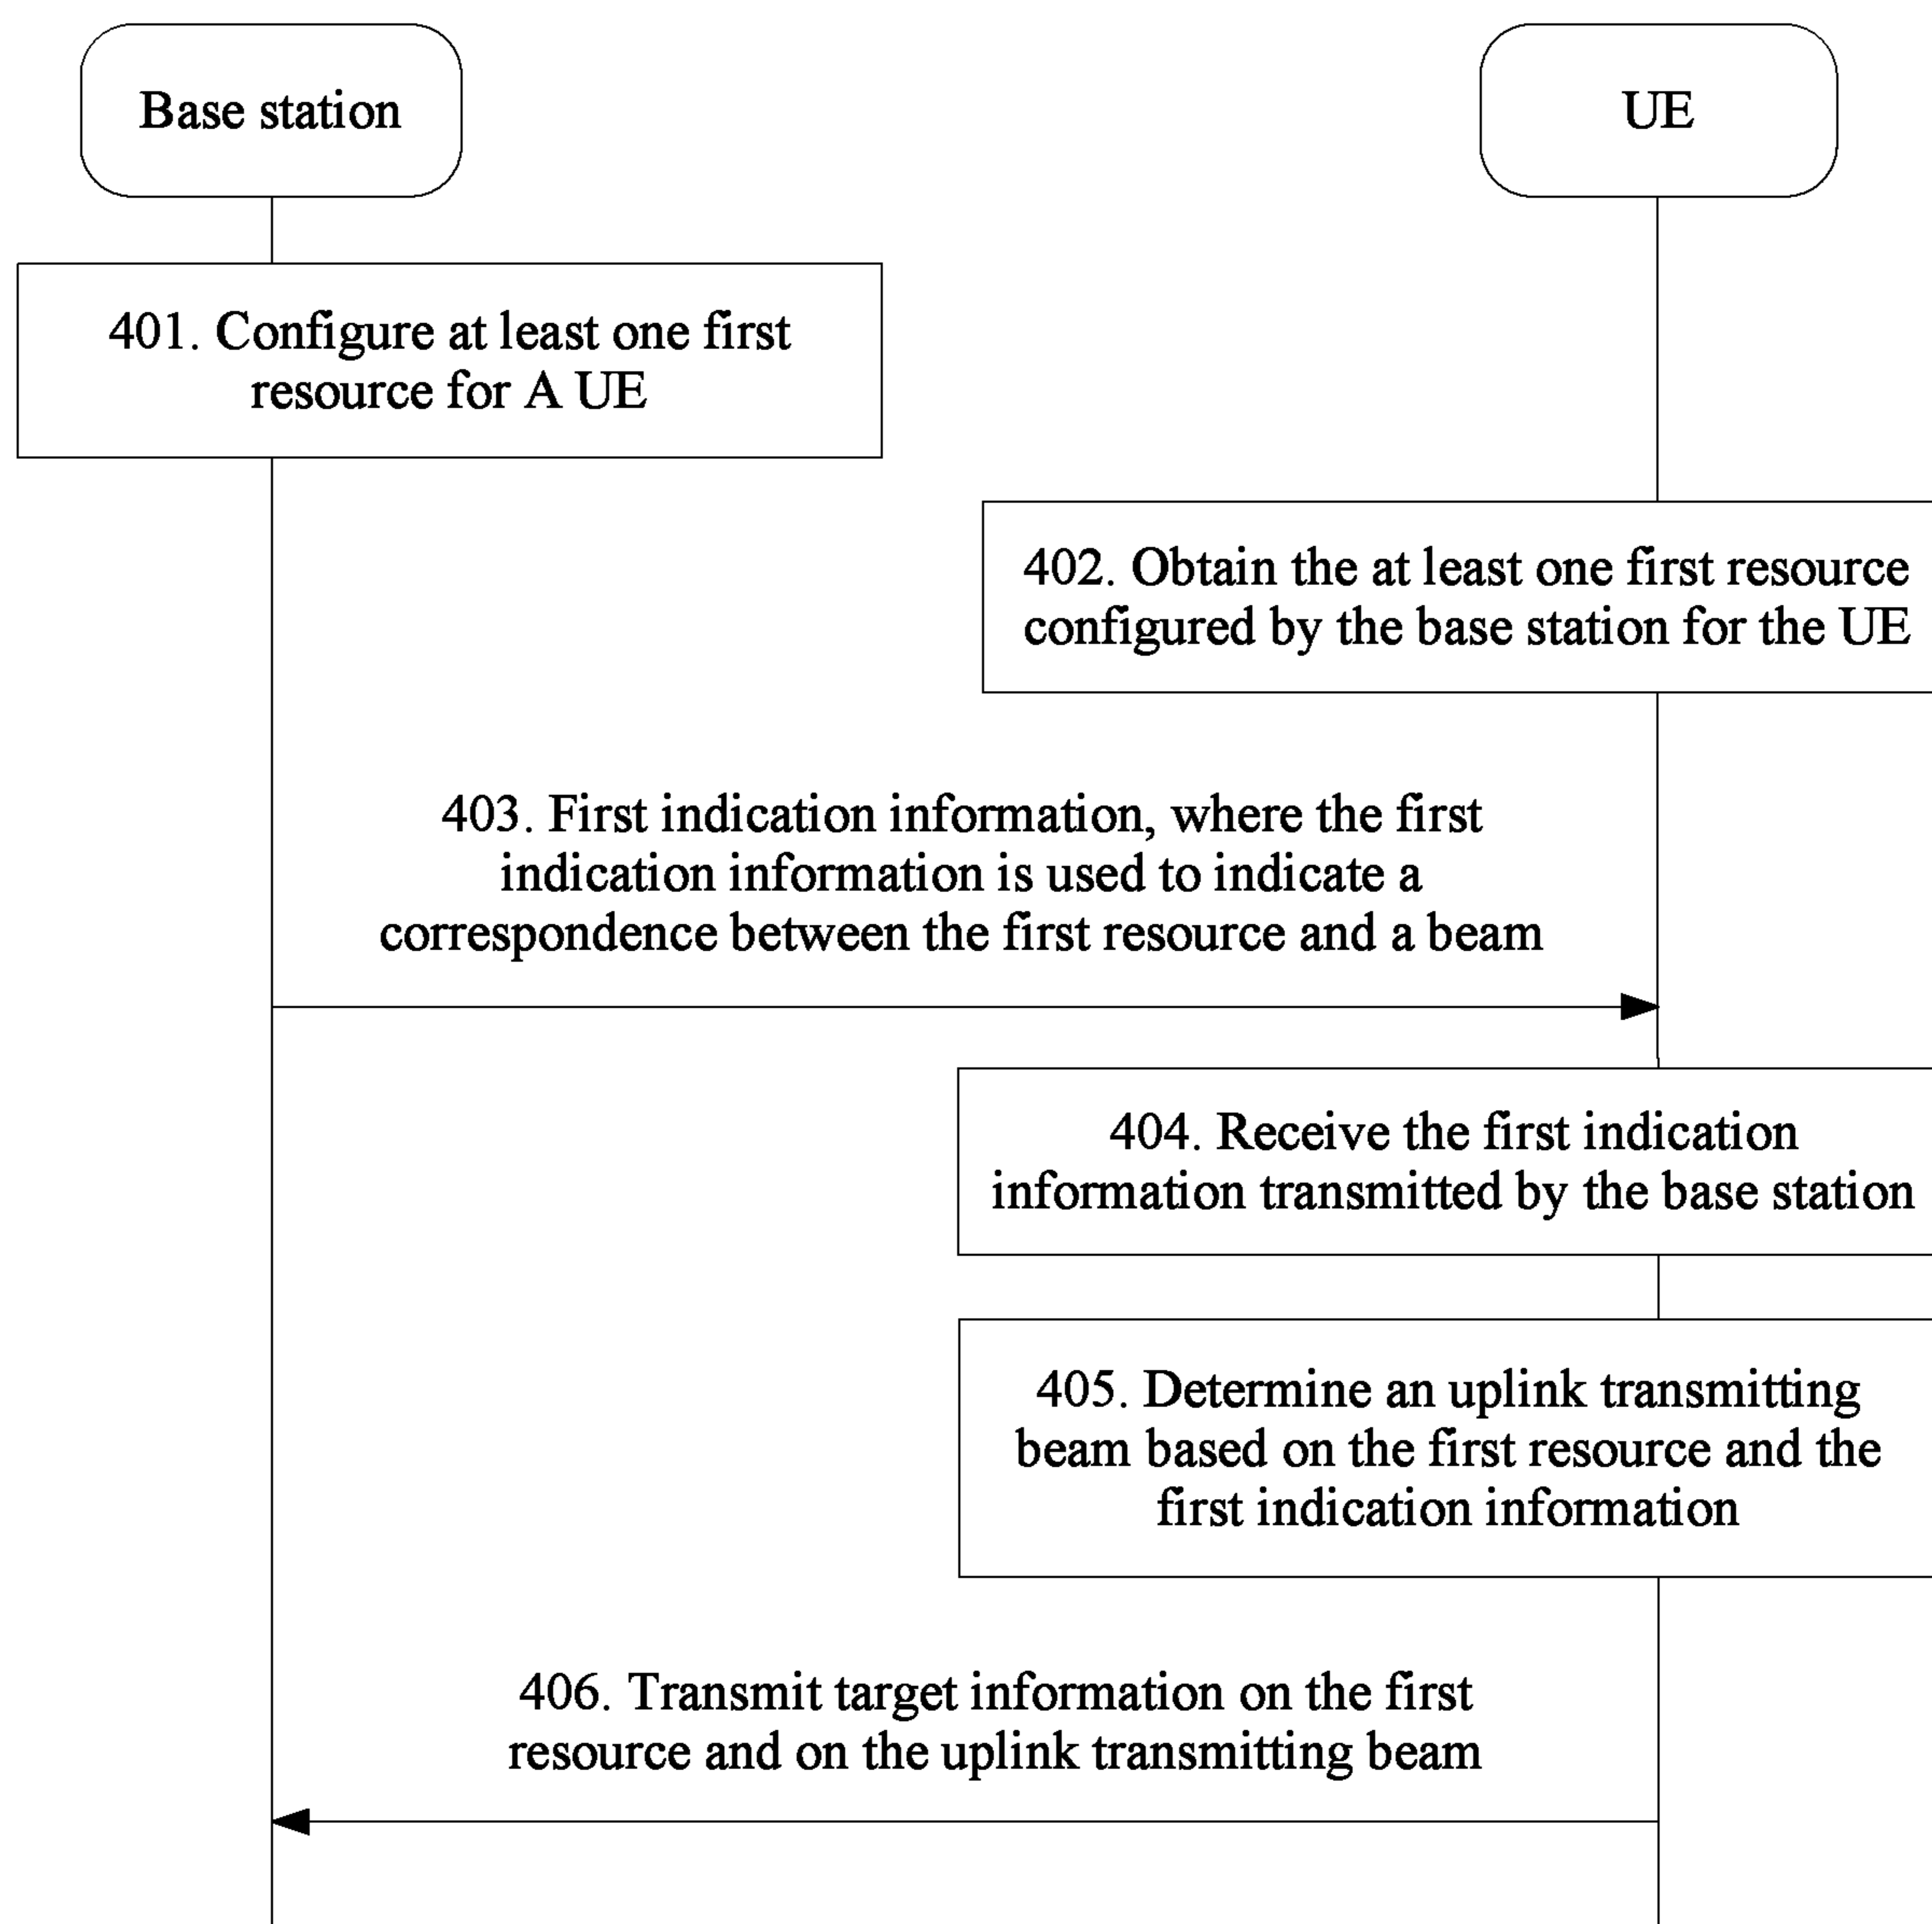 Base station
UE
401. Configure at least one first
resource for A UE
402. Obtain the at least one first resource
configured by the base station for the UE
403. First indication information, where the first
indication information is used to indicate a
correspondence between the first resource and a beam
404. Receive the first indication
information transmitted by the base station
405. Determine an uplink transmitting
beam based on the first resource and the
first indication information
406. Transmit target information on the first
resource and on the uplink transmitting beam